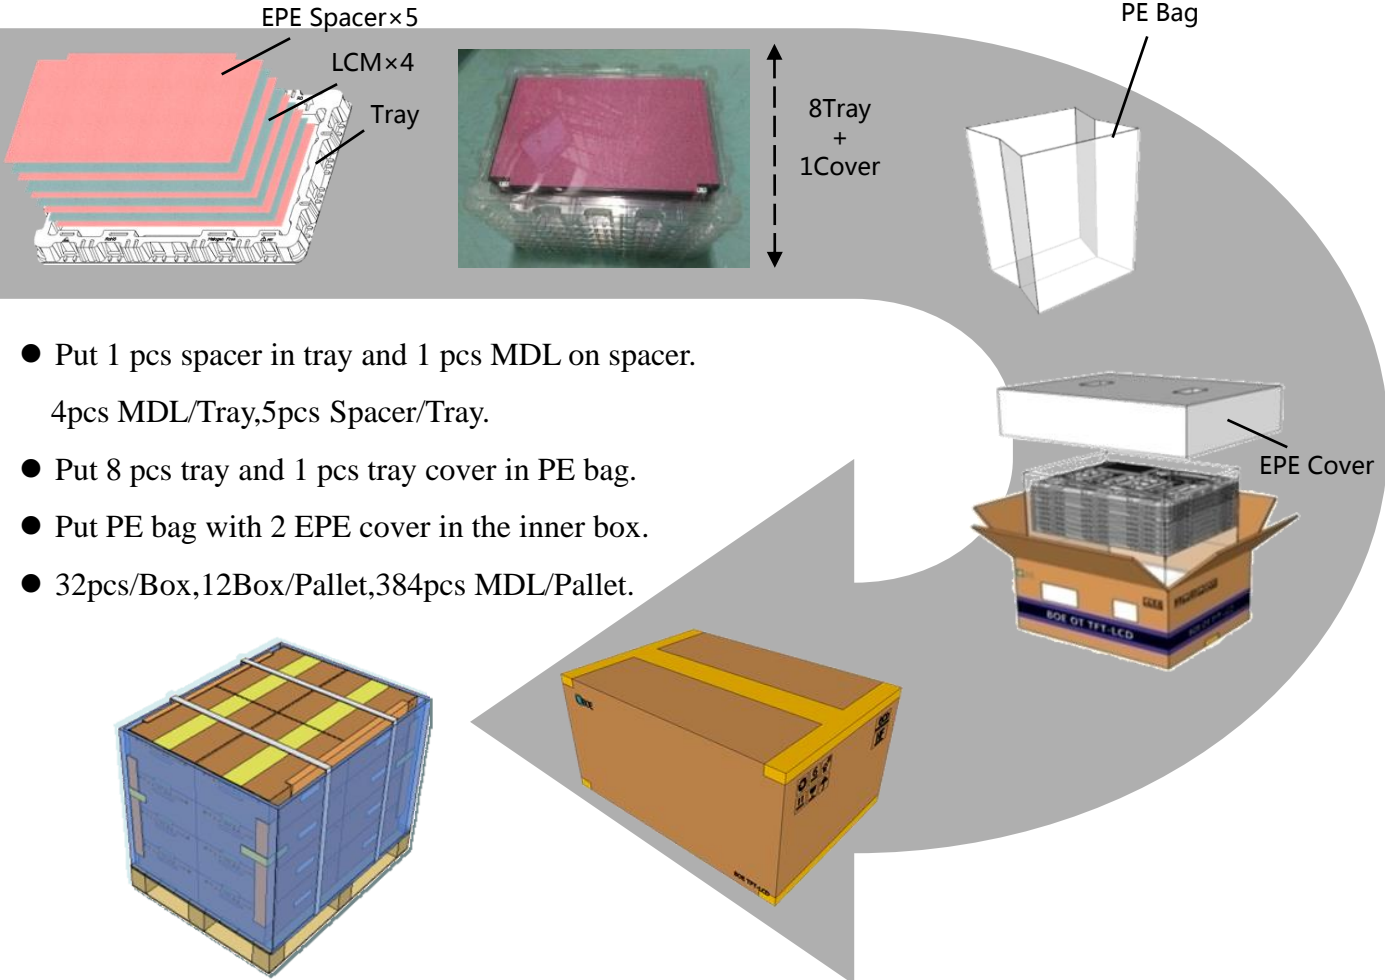 EPE Spacer×5
LCM×4
Tray
8Tray
+
1Cover
PE Bag
● Put 1 pcs spacer in tray and 1 pcs MDL on spacer.
4pcs MDL/Tray,5pcs Spacer/Tray.
● Put 8 pcs tray and 1 pcs tray cover in PE bag.
● Put PE bag with 2 EPE cover in the inner box.
● 32pcs/Box,12Box/Pallet,384pcs MDL/Pallet.
EPE Cover
BOE OT TFT-LCD
BOE TFT-LCD